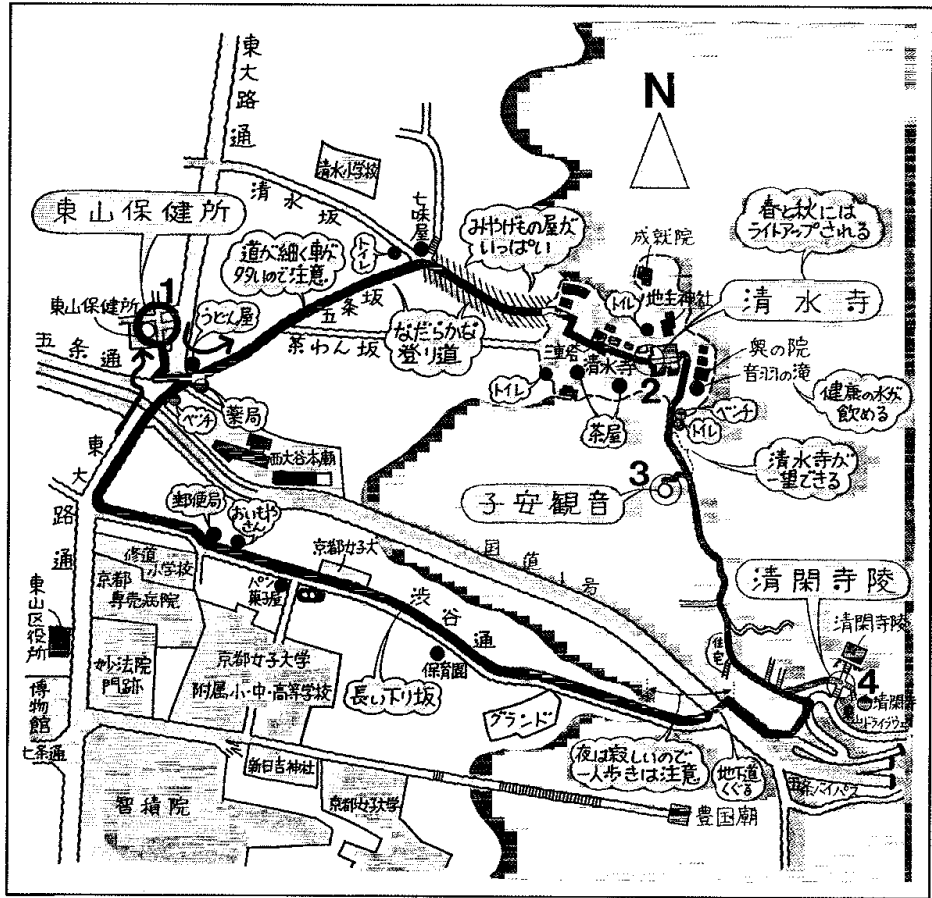 東大路通
N
清水小学校
清水坂
七味屋
東山保健所
みやげもの屋が
いっぱい
成就院
春と秋には
ライトアップされる
道が細く車が
多いので注意
トイレ
1
東山保健所
うどん屋
トイレ
地主神社
清水寺
五条坂
なだらかな
登り道
五条通
茶わん坂
三重塔
清水寺
奥の院
音羽の滝
トイレ
2
健康の水が
飲める
ベンチ
薬局
茶屋
ベンチ
トイレ
東大路通
西大谷本廟
3
清水寺が
一望できる
子安観音
郵便局
おいもやさん
国道1号
修道
小学校
京都女子大
清閑寺陵
京都
専売病院
パン
菓子屋
渋谷通
清閑寺陵
東山区役所
住宅
4
清閑寺
妙法院
門跡
京都女子大学
附属小・中・高等学校
保育園
長い下り坂
博物館
グランド
夜は寂しいので
一人歩きは注意
地下道
くぐる
七条通
新日吉神社
智積院
京都女子大学
豊国廟